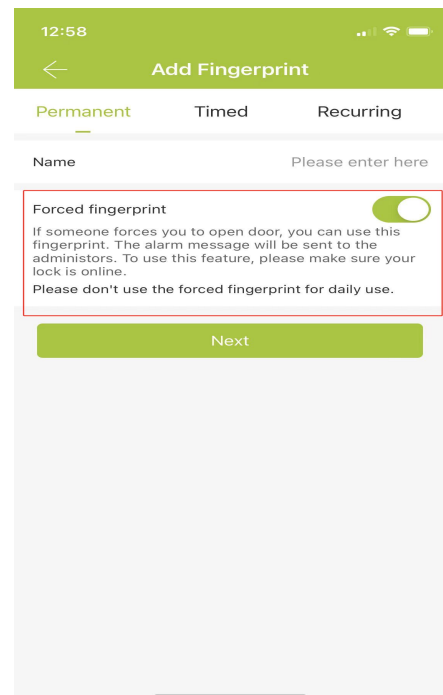 12:58
Add Fingerprint
Permanent Timed Recurring
Name Please enter here
Forced fingerprint
If someone forces you to open door, you can use this
fingerprint. The alarm message will be sent to the
administors. To use this feature, please make sure your
lock is online.
Please don't use the forced fingerprint for daily use.
Next